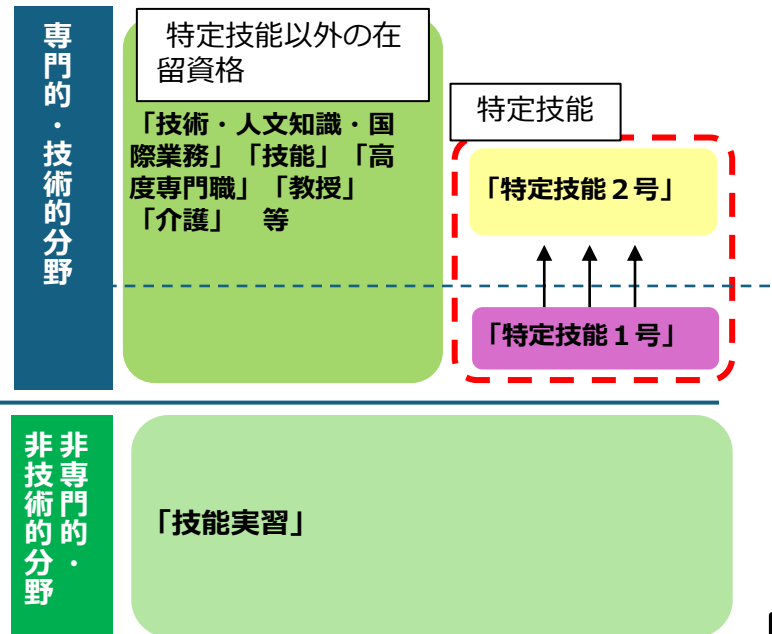 専門的・技術的分野
特定技能以外の在
留資格
「技術・人文知識・国
際業務」「技能」「高
度専門職」「教授」
「介護」　等
特定技能
「特定技能２号」
「特定技能１号」
非専門的・
非技術的分野
「技能実習」